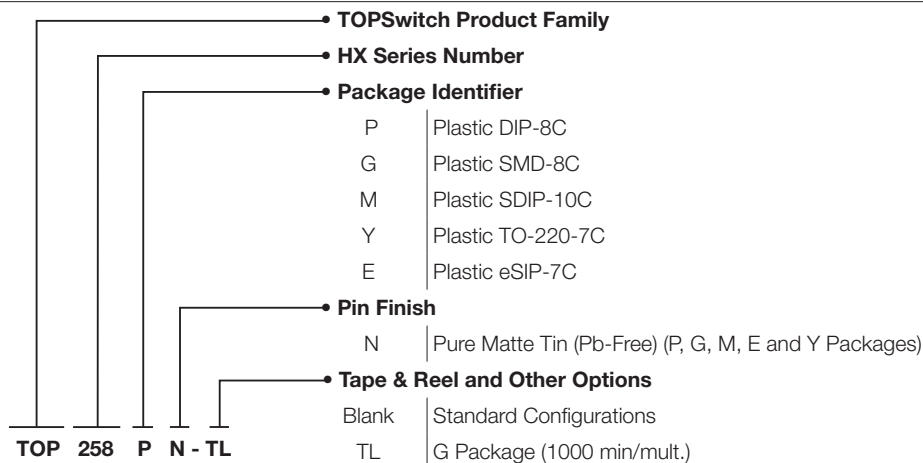 TOPSwitch Product Family
HX Series Number
Package Identifier
P Plastic DIP-8C
G Plastic SMD-8C
M Plastic SDIP-10C
Y Plastic TO-220-7C
E Plastic eSIP-7C
Pin Finish
N Pure Matte Tin (Pb-Free) (P, G, M, E and Y Packages)
Tape & Reel and Other Options
Blank Standard Configurations
TL G Package (1000 min/mult.)
TOP 258 P N - TL